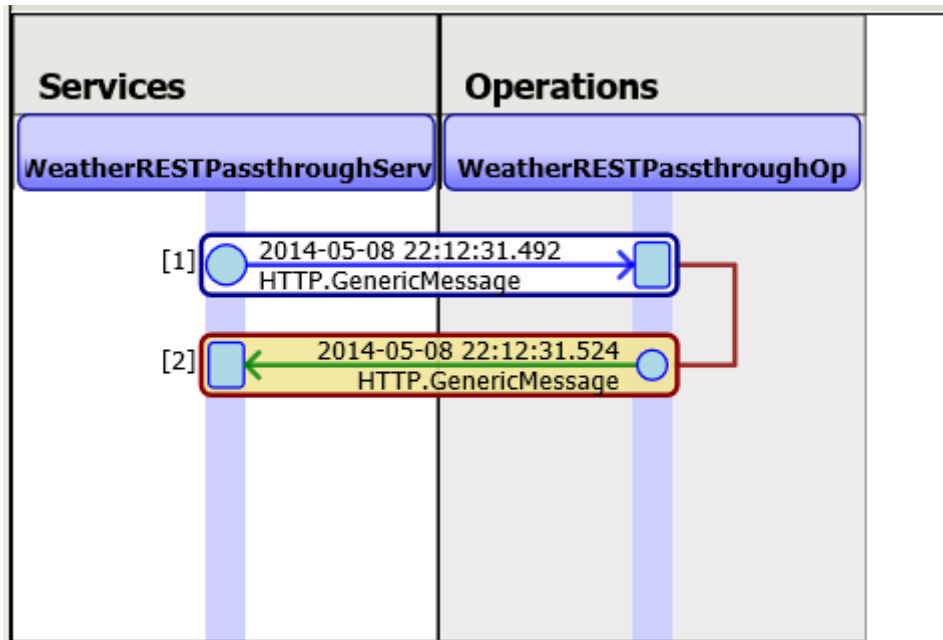 Services
Operations
WeatherRESTPassthroughServ
WeatherRESTPassthroughOp
[1]
2014-05-08 22:12:31.492
HTTP.GenericMessage
[2]
2014-05-08 22:12:31.524
HTTP.GenericMessage